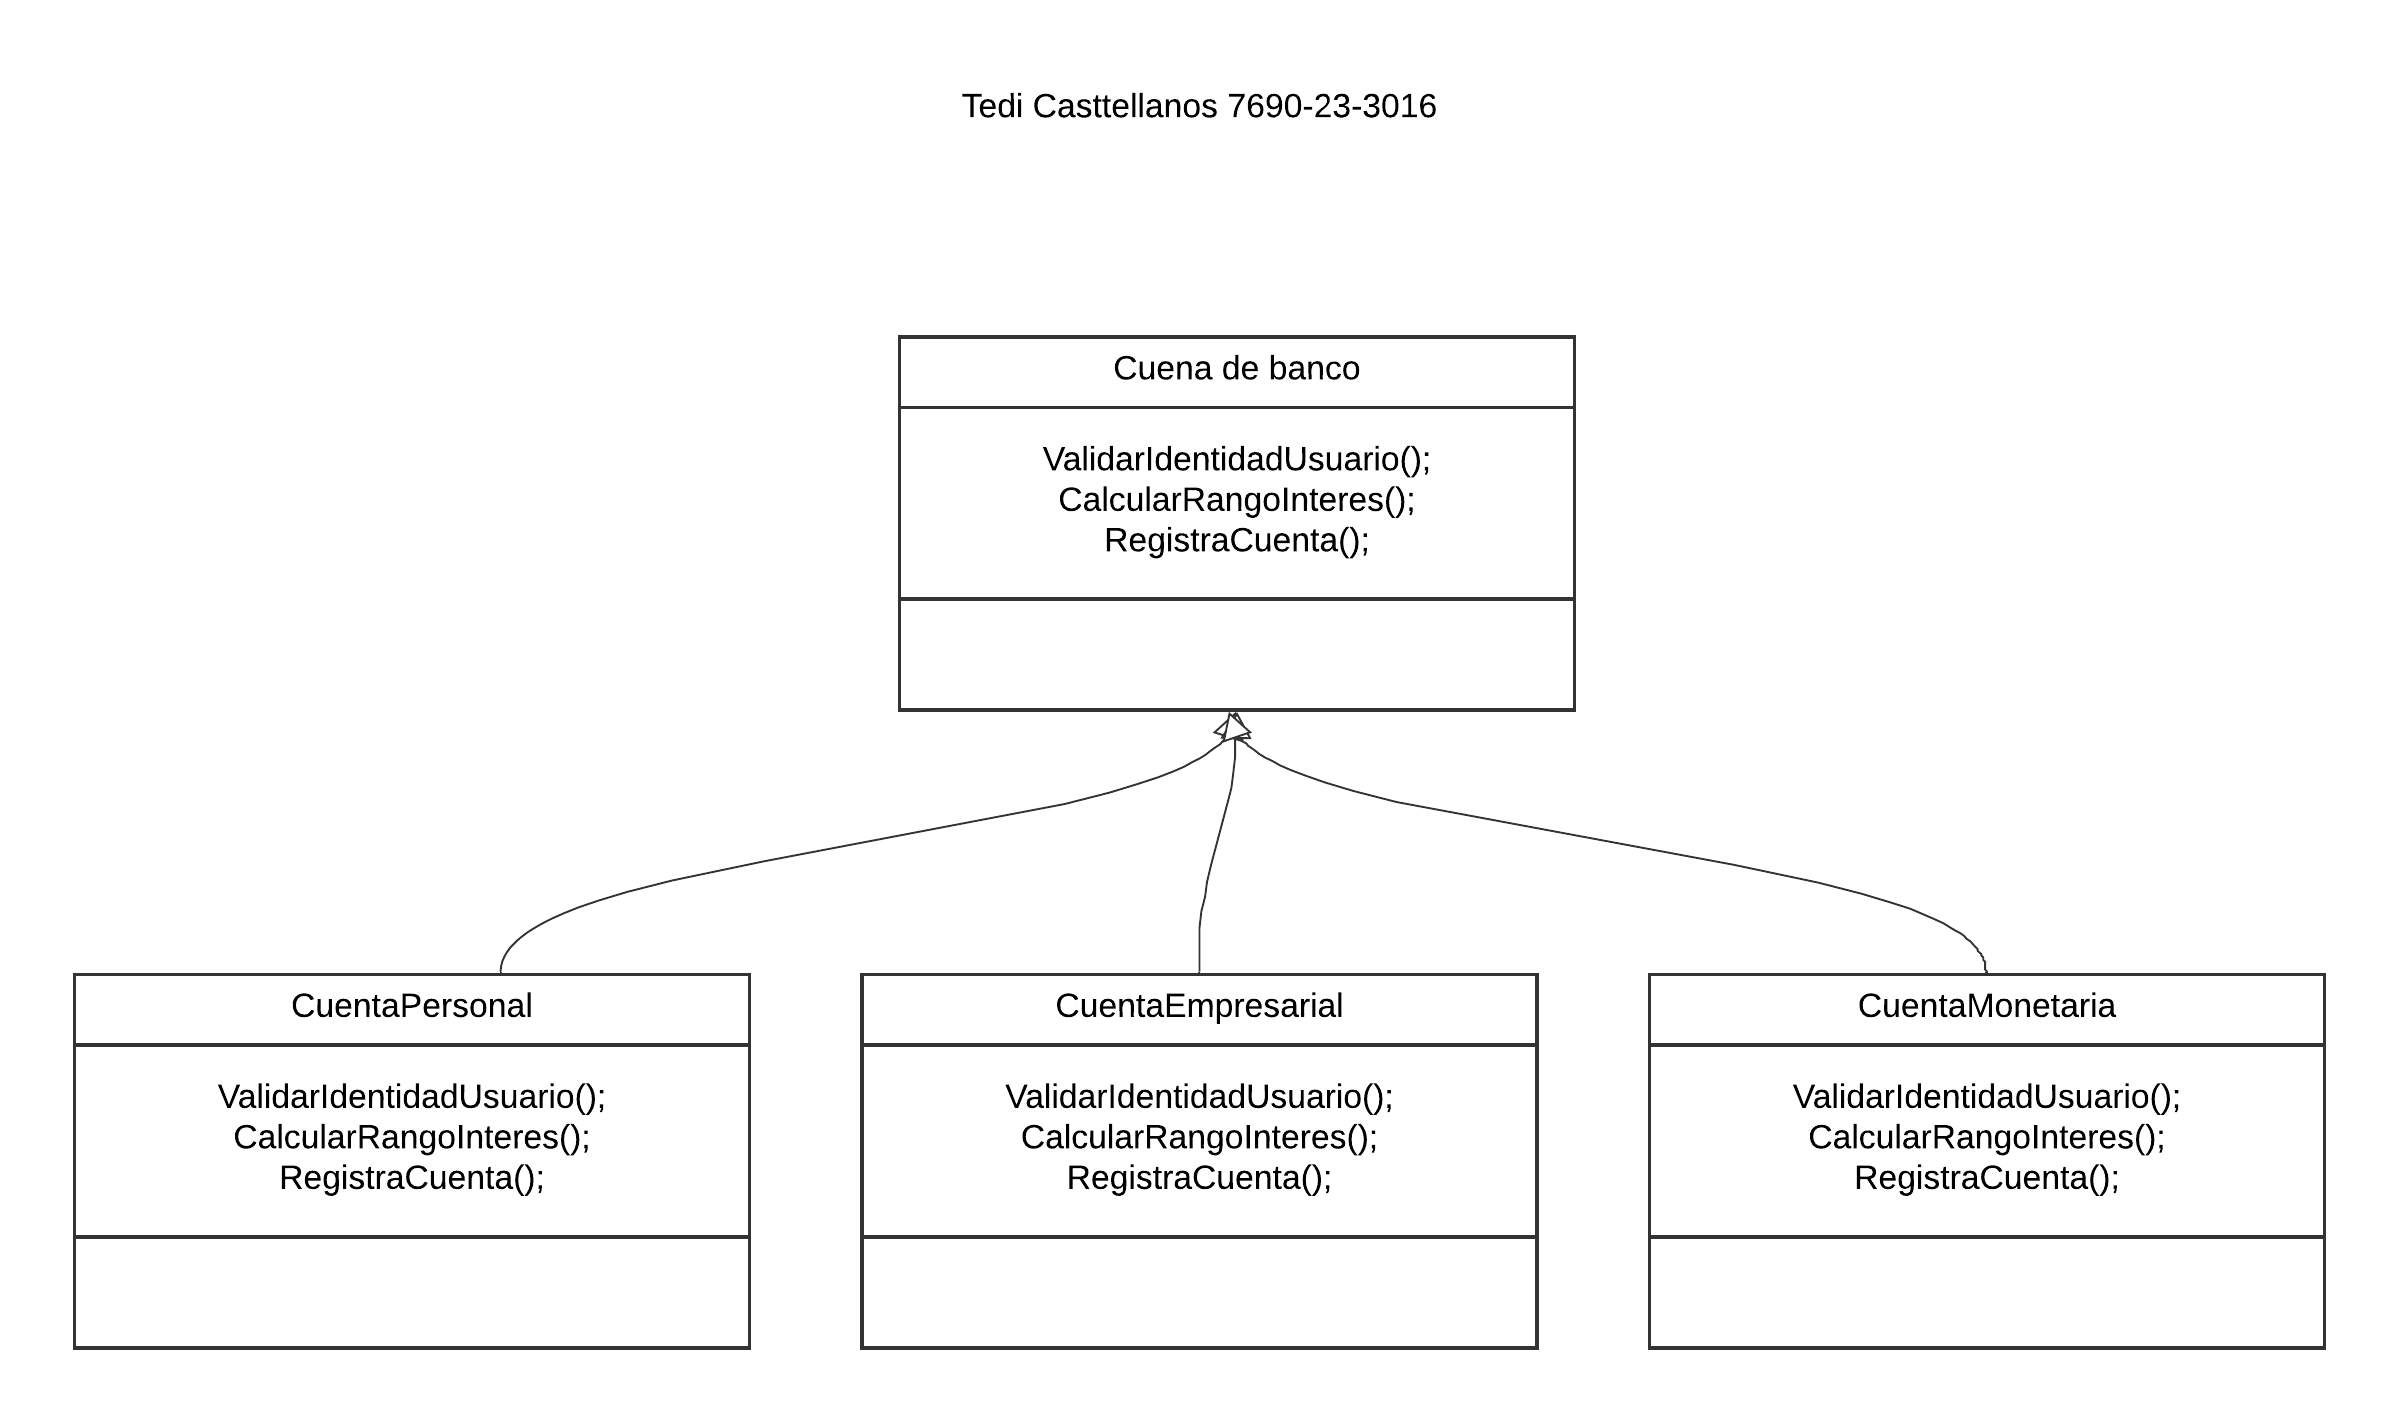 Tedi Casttellanos 7690-23-3016
Cuena de banco
ValidarIdentidadUsuario();
CalcularRangoInteres();
RegistraCuenta();
CuentaPersonal
ValidarIdentidadUsuario();
CalcularRangoInteres();
RegistraCuenta();
CuentaEmpresarial
ValidarIdentidadUsuario();
CalcularRangoInteres();
RegistraCuenta();
CuentaMonetaria
ValidarIdentidadUsuario();
CalcularRangoInteres();
RegistraCuenta();